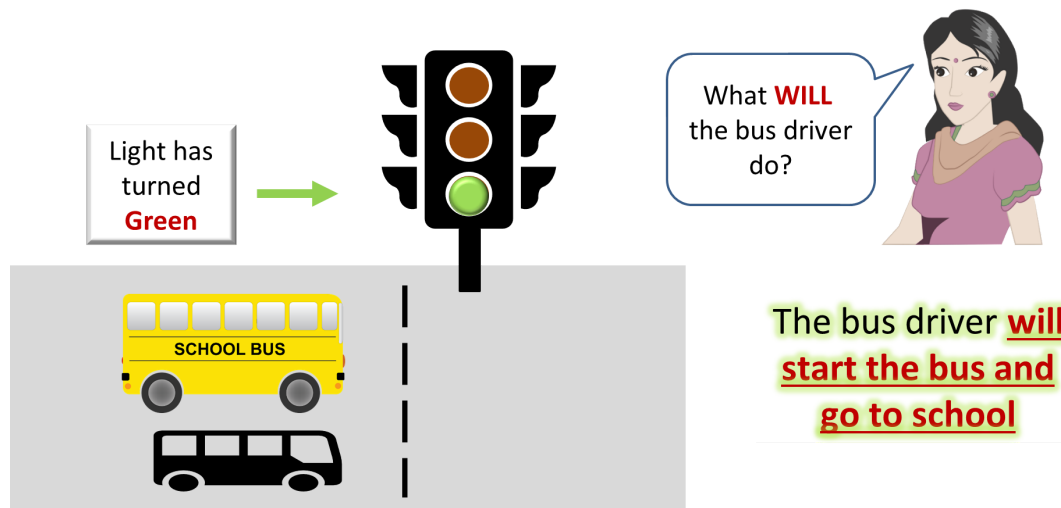 Light has
turned
Green
What WILL
the bus driver
do?
SCHOOL BUS
The bus driver will
start the bus and
go to school